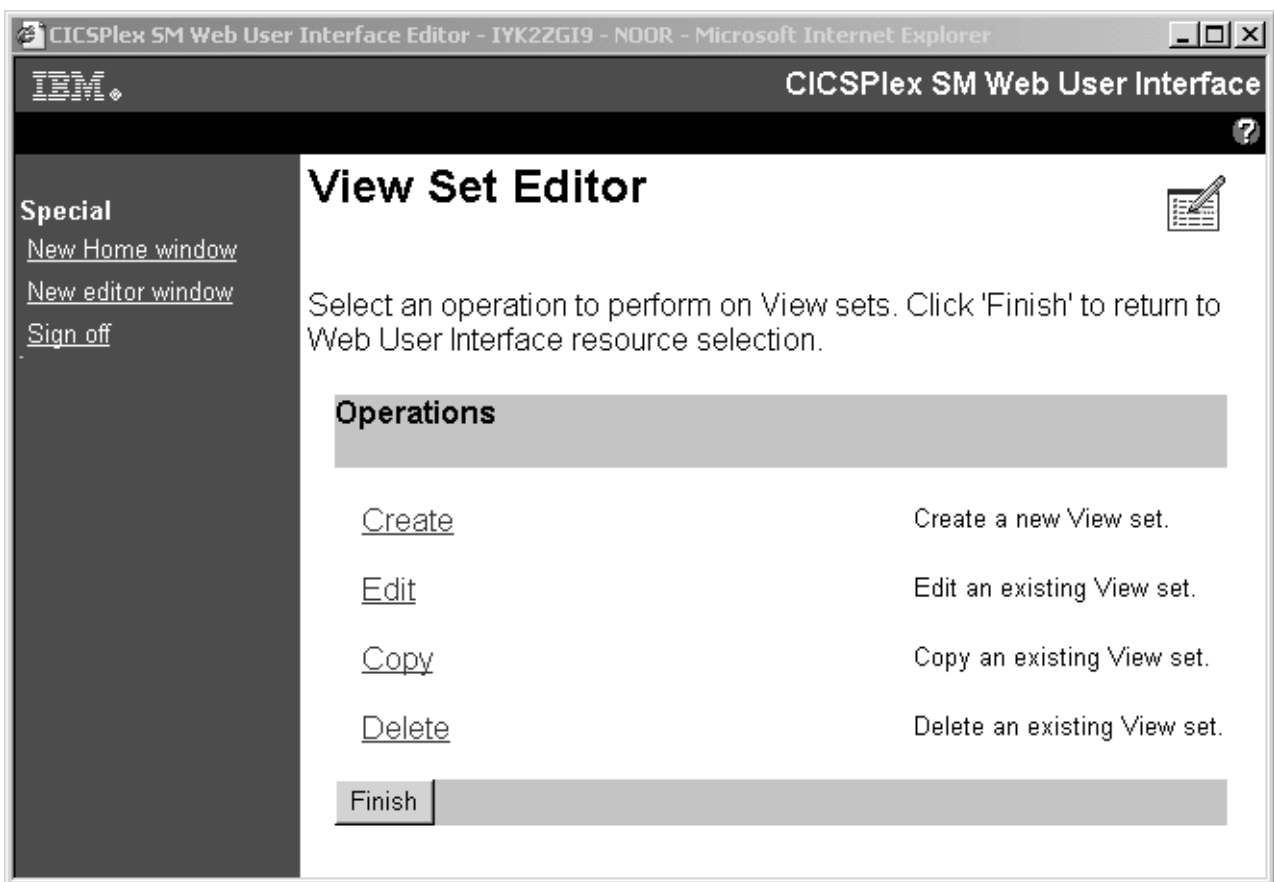 CICSPlex SM Web User Interface Editor - IYK2ZGI9 - NOOR - Microsoft Internet Explorer
IBM®
CICSPlex SM Web User Interface
?
Special
New Home window
New editor window
Sign off
View Set Editor
Select an operation to perform on View sets. Click 'Finish' to return to
Web User Interface resource selection.
Operations
Create Create a new View set.
Edit Edit an existing View set.
Copy Copy an existing View set.
Delete Delete an existing View set.
Finish